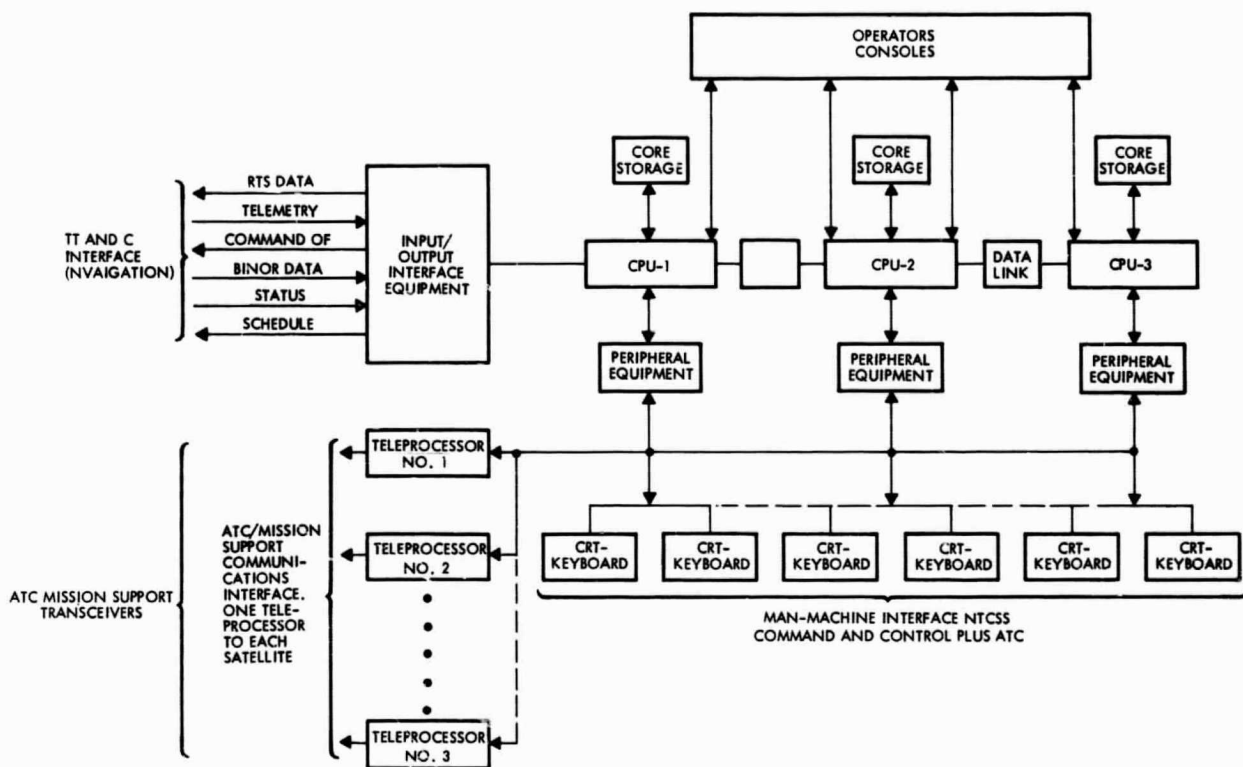 OPERATORS
CONSOLES
CORE
STORAGE
CORE
STORAGE
CORE
STORAGE
RTS DATA
TELEMETRY
COMMAND OF
BINOR DATA
STATUS
SCHEDULE
TT AND C
INTERFACE
(NVAIGATION)
INPUT/
OUTPUT
INTERFACE
EQUIPMENT
CPU-1
CPU-2
DATA
LINK
CPU-3
PERIPHERAL
EQUIPMENT
PERIPHERAL
EQUIPMENT
PERIPHERAL
EQUIPMENT
TELEPROCESSOR
NO. 1
TELEPROCESSOR
NO. 2
TELEPROCESSOR
NO. 3
ATC/MISSION
SUPPORT
COMMUNI-
CATIONS
INTERFACE.
ONE TELE-
PROCESSOR
TO EACH
SATELLITE
ATC MISSION SUPPORT
TRANSCEIVERS
CRT-
KEYBOARD
CRT-
KEYBOARD
CRT-
KEYBOARD
CRT-
KEYBOARD
CRT-
KEYBOARD
CRT-
KEYBOARD
MAN-MACHINE INTERFACE NTCSS
COMMAND AND CONTROL PLUS ATC